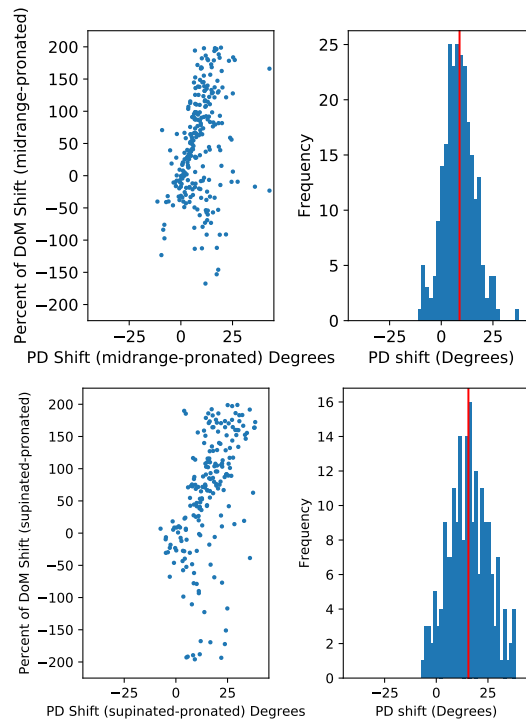 Percent of DoM Shift (midrange-pronated)
200
150
100
50
0
−50
−100
−150
−200
−25 0 25
PD Shift (midrange-pronated) Degrees
Frequency
25
20
15
10
5
0
−25 0 25
PD shift (Degrees)
Percent of DoM Shift (supinated-pronated)
200
150
100
50
0
−50
−100
−150
−200
−25 0 25
PD Shift (supinated-pronated) Degrees
Frequency
16
14
12
10
8
6
4
2
0
−25 0 25
PD shift (Degrees)